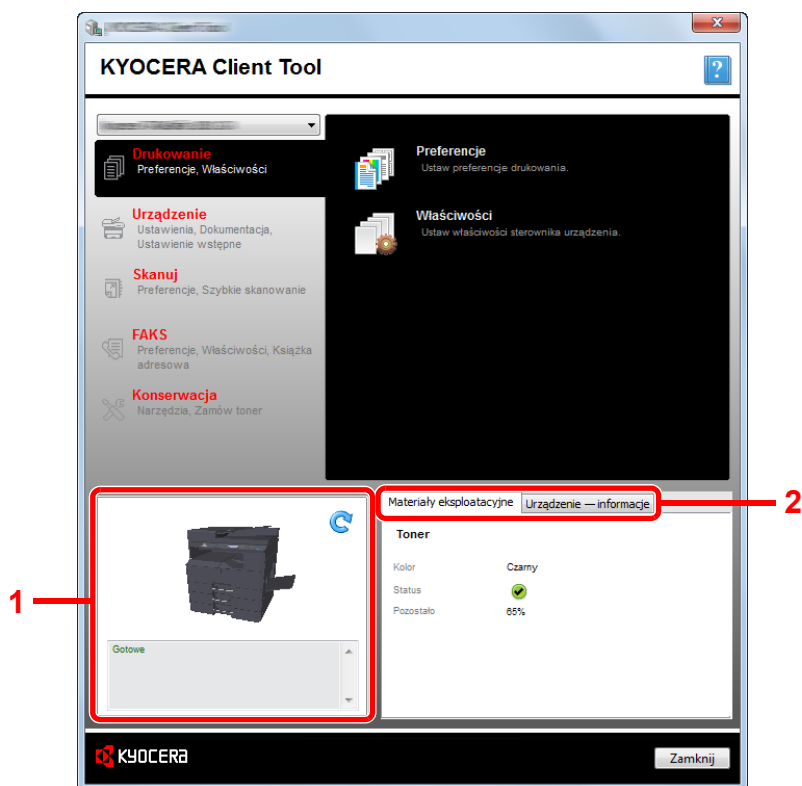 KYOCERA Client Tool
?
Drukowanie
Preferencje, Właściwości
Urządzenie
Ustawienia, Dokumentacja,
Ustawienie wstępne
Skanuj
Preferencje, Szybkie skanowanie
FAKS
Preferencje, Właściwości, Książka
adresowa
Konserwacja
Narzędzia, Zamów toner
Preferencje
Ustaw preferencje drukowania.
Właściwości
Ustaw właściwości sterownika urządzenia.
1
Gotowe
Materiały eksploatacyjne
Urządzenie — informacje
2
Toner
Kolor Czarny
Status
Pozostało 65%
KYOCERA
Zamknij